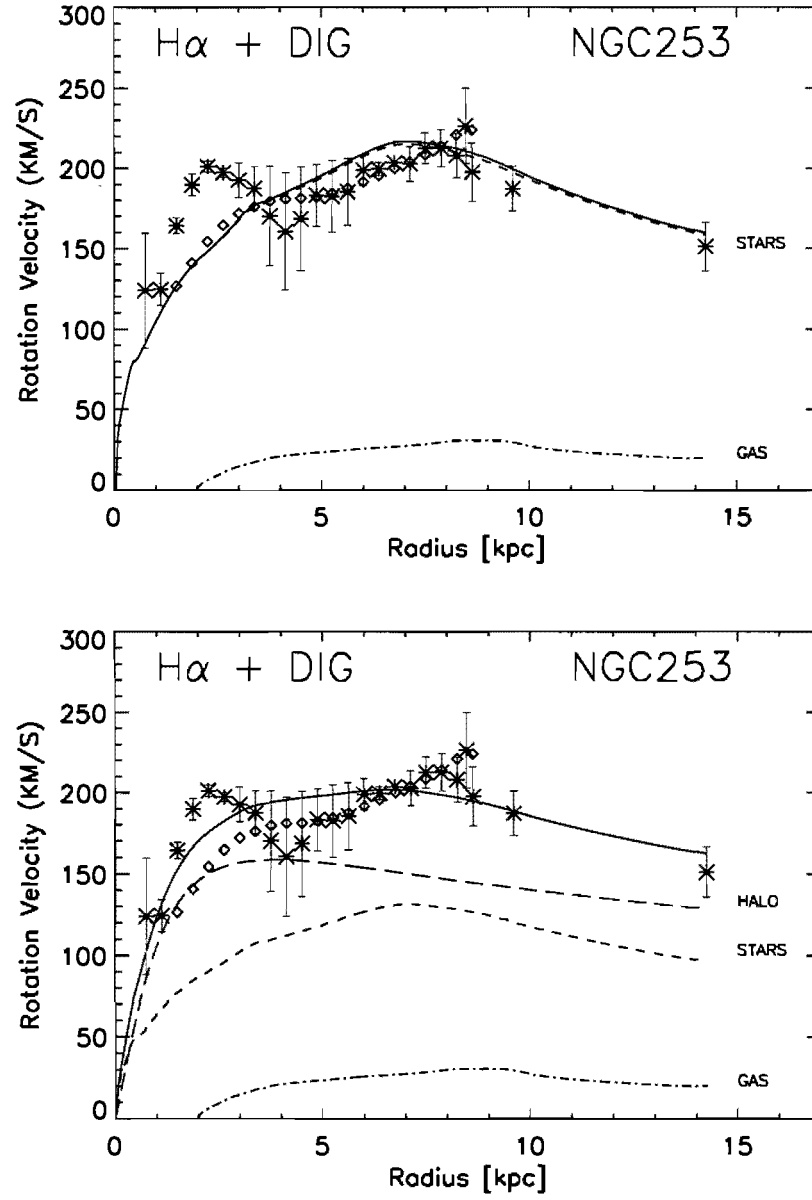 Hα + DIG NGC253
300
250
200
150
100
50
0
Rotation Velocity (KM/S)
STARS
GAS
0 5 10 15
Radius [kpc]
Hα + DIG NGC253
300
250
200
150
100
50
0
Rotation Velocity (KM/S)
HALO
STARS
GAS
0 5 10 15
Radius [kpc]